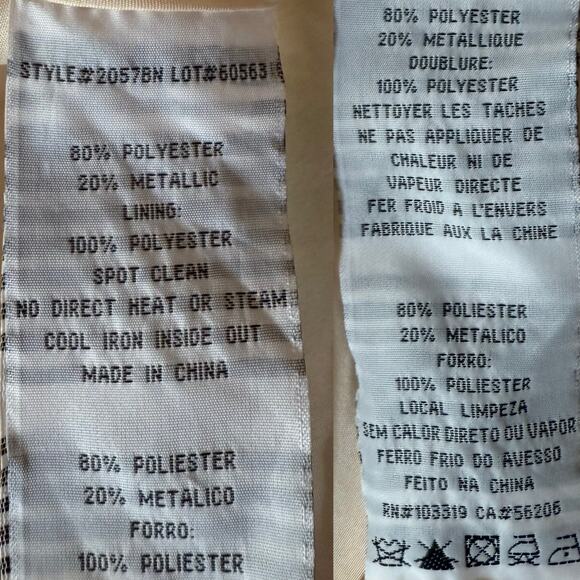 STYLE#20578N LOT#60563
80% POLYESTER
20% METALLIC
LINING:
100% POLYESTER
SPOT CLEAN
NO DIRECT HEAT OR STEAM
COOL IRON INSIDE OUT
MADE IN CHINA
80% POLIESTER
20% METALICO
FORRO:
100% POLIESTER
80% POLYESTER
20% METALLIQUE
DOUBLURE:
100% POLYESTER
NETTOYER LES TACHES
NE PAS APPLIQUER DE
CHALEUR NI DE
VAPEUR DIRECTE
FER FROID A L'ENVERS
FABRIQUE AUX LA CHINE
80% POLIESTER
20% METALICO
FORRO:
100% POLIESTER
LOCAL LIMPEZA
SEM CALOR DIRETO OU VAPOR
FERRO FRIO DO AVESSO
FEITO NA CHINA
RN#103319 CA#56206